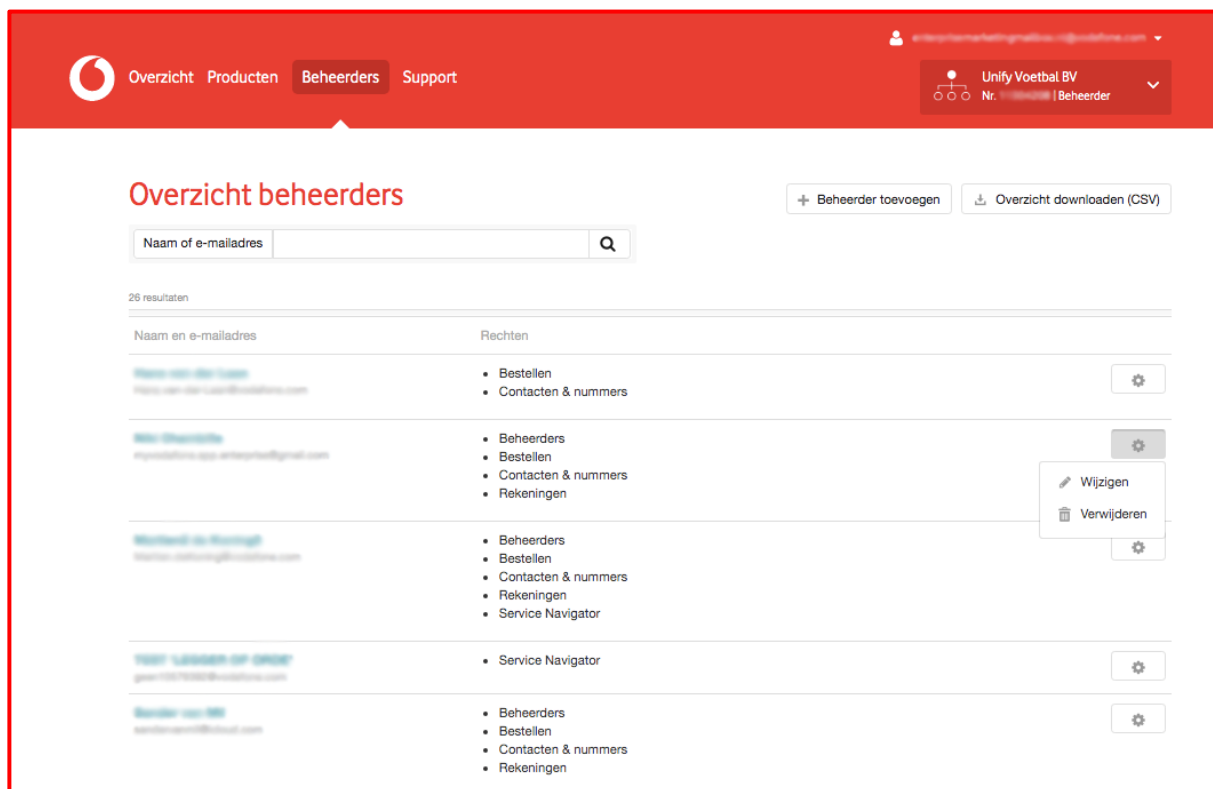 Overzicht Producten Beheerders Support
Unify Voetbal BV
Nr. | Beheerder
Overzicht beheerders
Beheerder toevoegen
Overzicht downloaden (CSV)
Naam of e-mailadres
26 resultaten
Naam en e-mailadres Rechten
• Bestellen
• Contacten & nummers
• Beheerders
• Bestellen
• Contacten & nummers
• Rekeningen
Wijzigen
Verwijderen
• Beheerders
• Bestellen
• Contacten & nummers
• Rekeningen
• Service Navigator
• Service Navigator
• Beheerders
• Bestellen
• Contacten & nummers
• Rekeningen